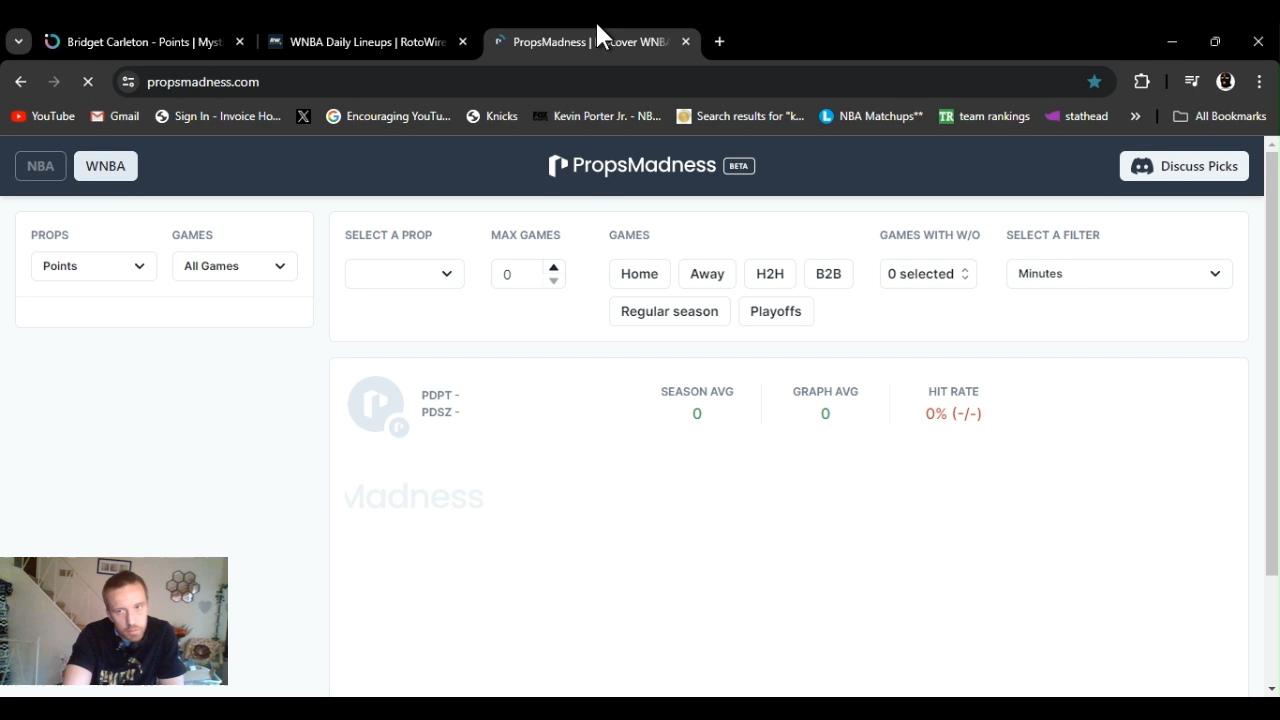 Bridget Carleton - Points | Myst
WNBA Daily Lineups | RotoWire
PropsMadness |
cover WNB
propsmadness.com
YouTube
Gmail
Sign In - Invoice Ho...
Encouraging YouTu...
Knicks
Kevin Porter Jr. - NB...
Search results for "k...
NBA Matchups**
TR team rankings
stathead
»
All Bookmarks
NBA
WNBA
PropsMadness BETA
Discuss Picks
PROPS
GAMES
Points
All Games
SELECT A PROP
MAX GAMES
GAMES
GAMES WITH W/O
SELECT A FILTER
0
Home
Away
H2H
B2B
0 selected
Minutes
Regular season
Playoffs
PDPT -
PDSZ -
SEASON AVG
0
GRAPH AVG
0
HIT RATE
0% (-/-)
Madness